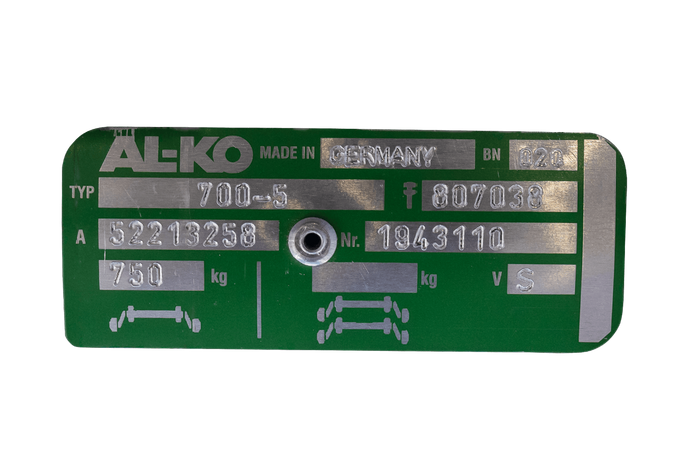 AL-KO MADE IN GERMANY BN 020
TYP 700-5 807038
A 52213258 Nr. 1943110
750 kg kg V S